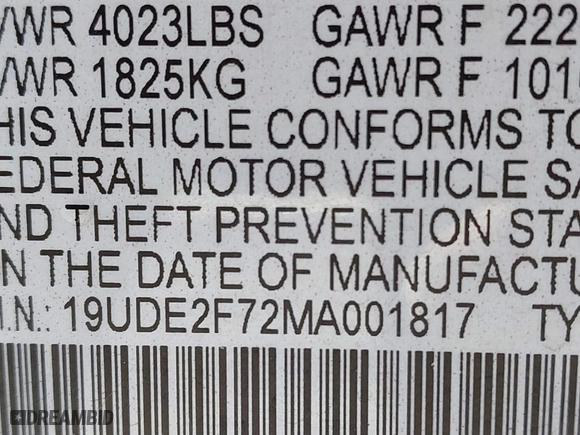 VWR 4023LBS GAWR F 222
VWR 1825KG GAWR F 101
HIS VEHICLE CONFORMS TO
EDERAL MOTOR VEHICLE SA
ND THEFT PREVENTION STA
N THE DATE OF MANUFACTU
I.N.: 19UDE2F72MA001817 TY
DREAMBID